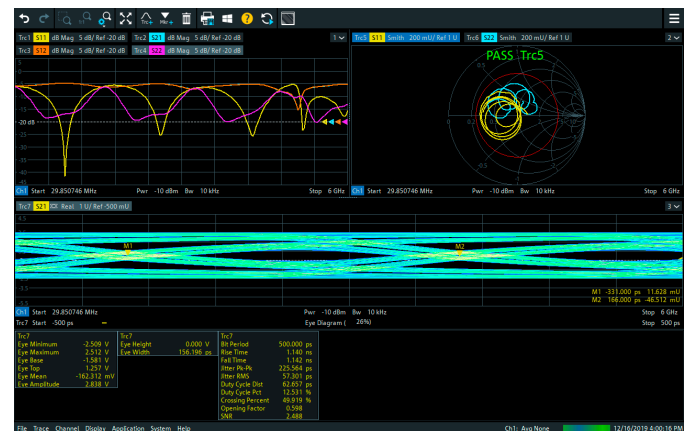 Trc1 S11 dB Mag 5 dB/ Ref -20 dB Trc2 S21 dB Mag 5 dB/ Ref -20 dB 1
Trc3 S12 dB Mag 5 dB/ Ref -20 dB Trc4 S22 dB Mag 5 dB/ Ref -20 dB
-20 dB
Ch1 Start 29.850746 MHz Pwr -10 dBm Bw 10 kHz Stop 6 GHz
Trc5 S11 Smith 200 mU/ Ref 1 U Trc6 S22 Smith 200 mU/ Ref 1 U 2
PASS Trc5
Ch1 Start 29.850746 MHz Pwr -10 dBm Bw 10 kHz Stop 6 GHz
Trc7 S21 Real 1 U/ Ref -500 mU 3
M1
M2
M1 -331.000 ps 11.628 mU
M2 166.000 ps -46.512 mU
Ch1 Start 29.850746 MHz Pwr -10 dBm Bw 10 kHz Stop 6 GHz
Trc7 Start -500 ps Eye Diagram ( 26%) Stop 500 ps
Trc7
Eye Minimum -2.509 V
Eye Maximum 2.512 V
Eye Base -1.581 V
Eye Top 1.257 V
Eye Mean -162.312 mV
Eye Amplitude 2.838 V
Trc7
Eye Height 0.000 V
Eye Width 156.196 ps
Trc7
Bit Period 500.000 ps
Rise Time 1.140 ns
Fall Time 1.142 ns
Jitter Pk-Pk 225.564 ps
Jitter RMS 57.301 ps
Duty Cycle Dist 62.657 ps
Duty Cycle Pct 12.531 %
Crossing Percent 49.919 %
Opening Factor 0.598
SNR 2.488
File Trace Channel Display Application System Help Ch1: Avg None 12/16/2019 4:00:16 PM